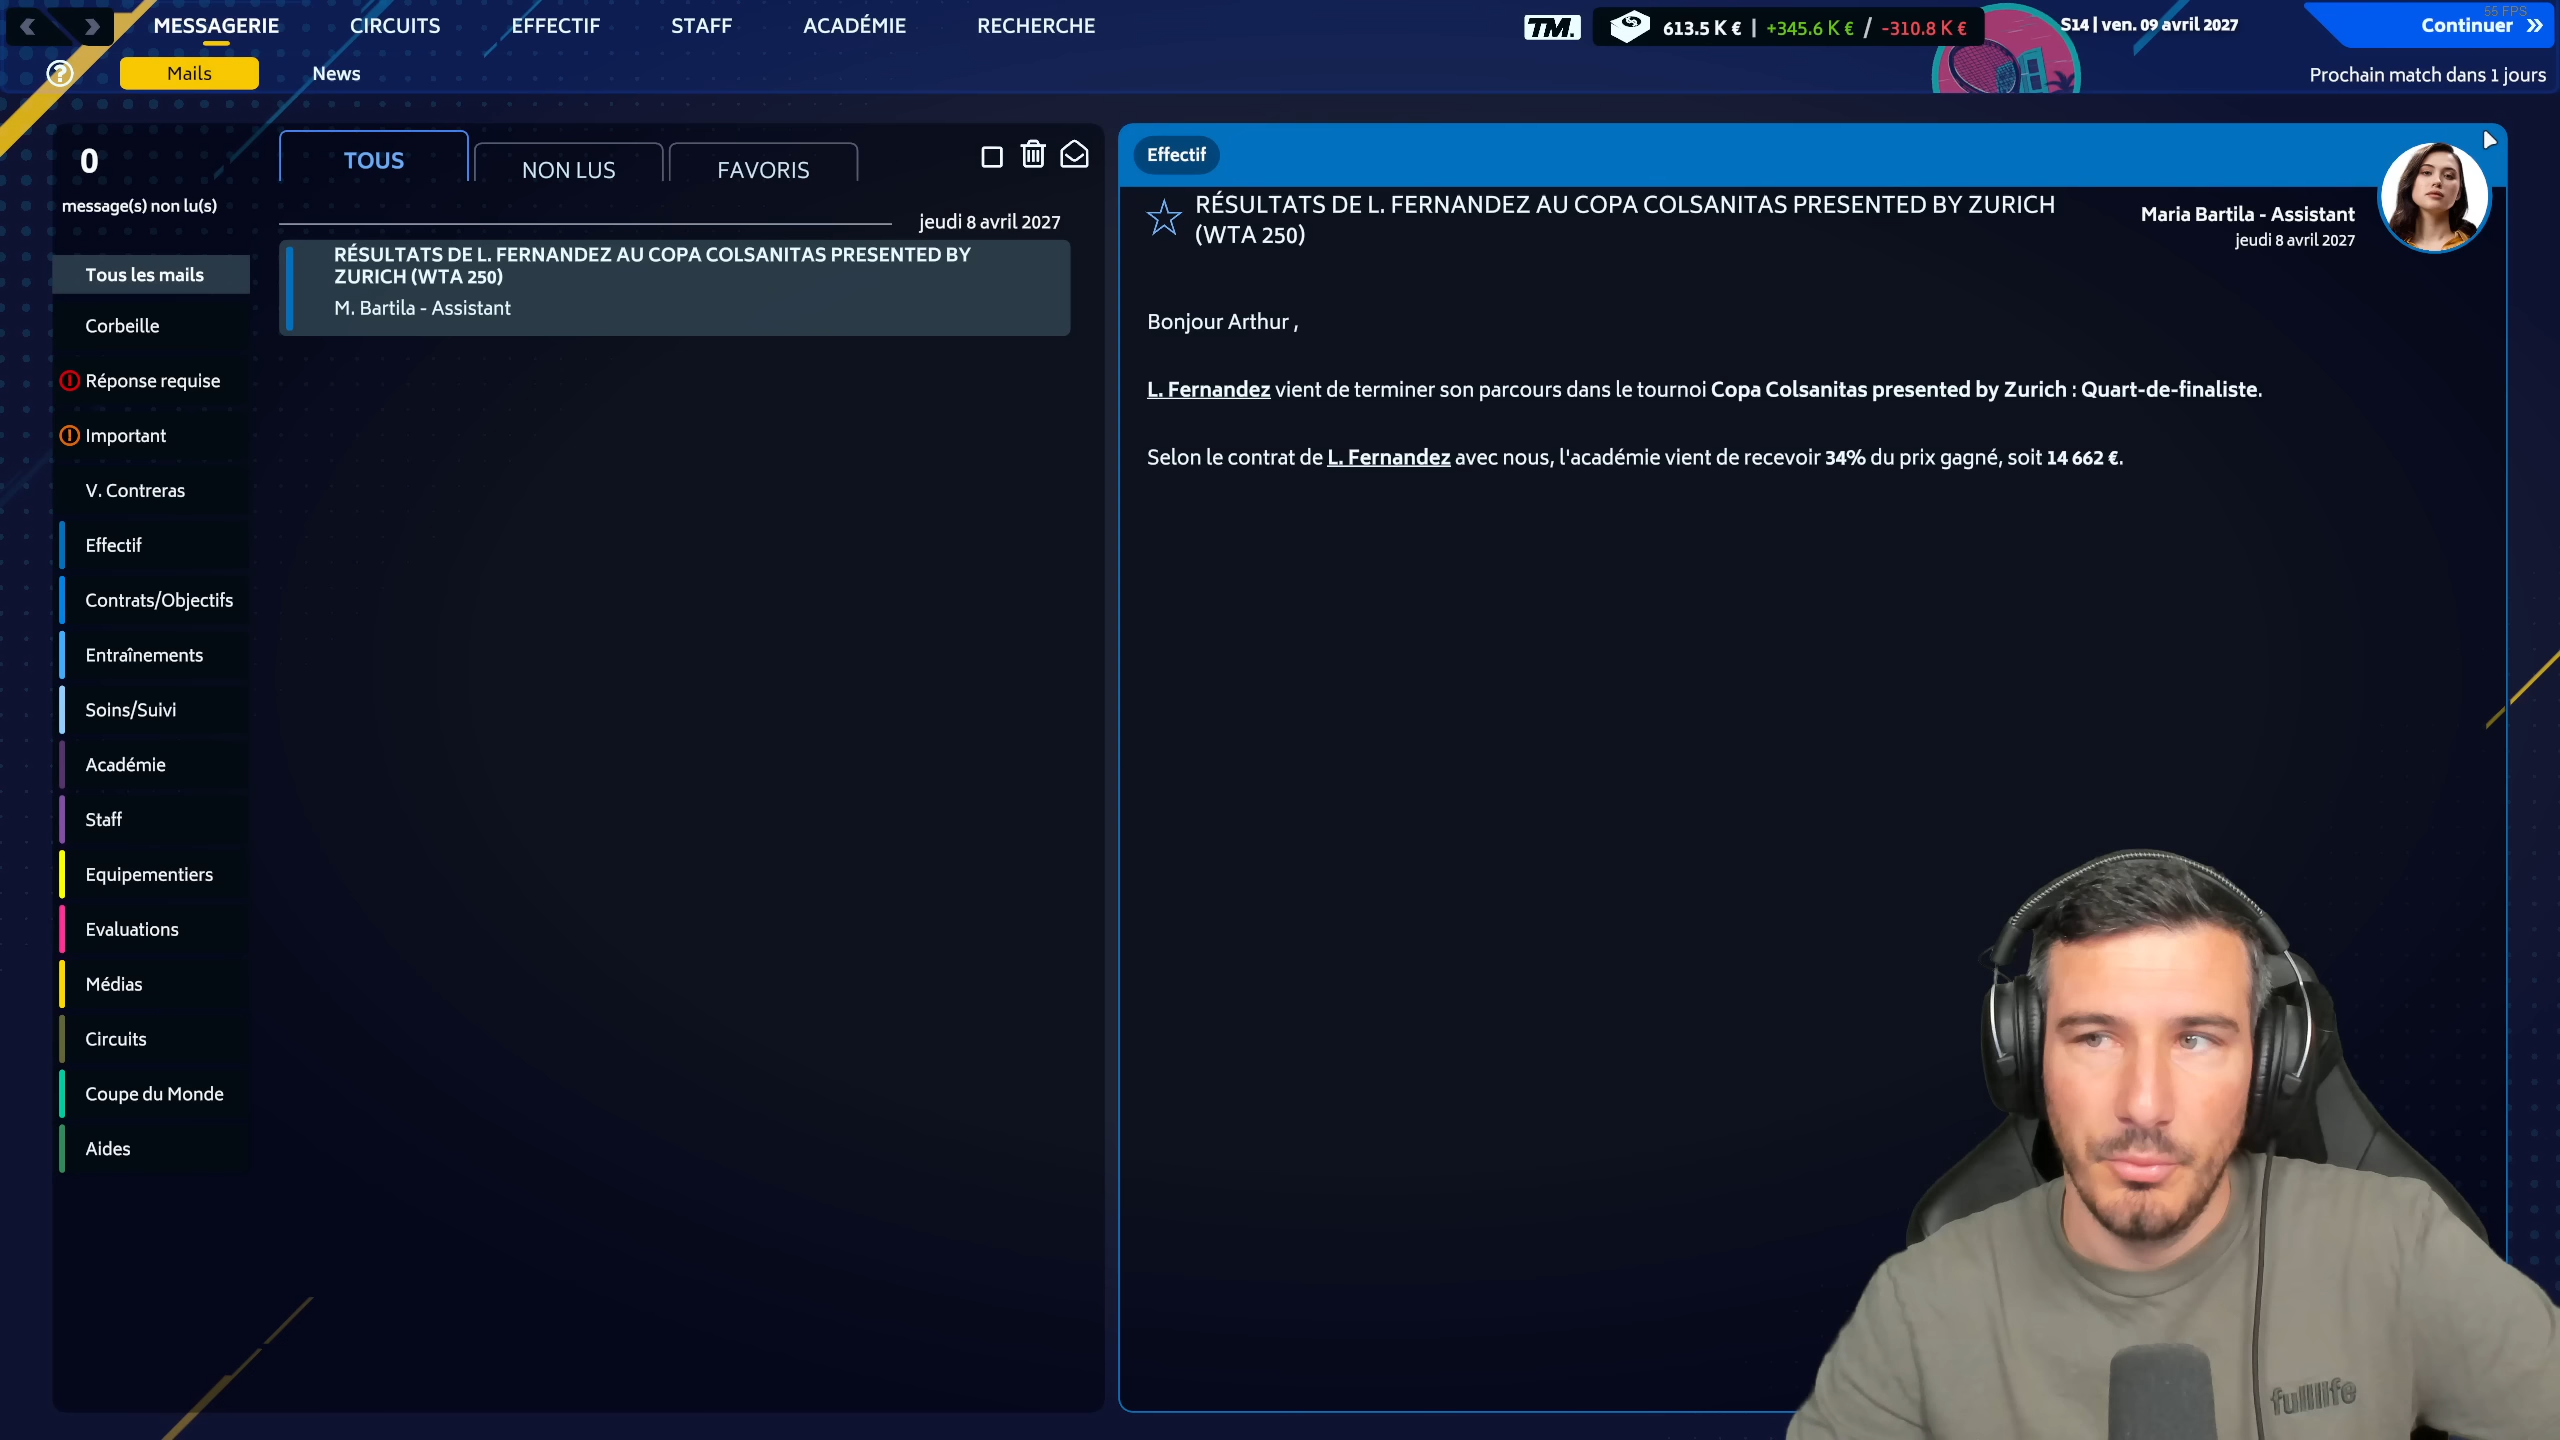 MESSAGERIE CIRCUITS EFFECTIF STAFF ACADÉMIE RECHERCHE
TM. 613.5 K € | +345.6 K € / -310.8 K €
S14 | ven. 09 avril 2027
55 FPS
Continuer
Mails News
Prochain match dans 1 jours
0
message(s) non lu(s)
Tous les mails
Corbeille
Réponse requise
Important
V. Contreras
Effectif
Contrats/Objectifs
Entraînements
Soins/Suivi
Académie
Staff
Equipementiers
Evaluations
Médias
Circuits
Coupe du Monde
Aides
TOUS NON LUS FAVORIS
jeudi 8 avril 2027
RÉSULTATS DE L. FERNANDEZ AU COPA COLSANITAS PRESENTED BY
ZURICH (WTA 250)
M. Bartila - Assistant
Effectif
RÉSULTATS DE L. FERNANDEZ AU COPA COLSANITAS PRESENTED BY ZURICH
(WTA 250)
Maria Bartila - Assistant
jeudi 8 avril 2027
Bonjour Arthur ,
L. Fernandez vient de terminer son parcours dans le tournoi Copa Colsanitas presented by Zurich : Quart-de-finaliste.
Selon le contrat de L. Fernandez avec nous, l'académie vient de recevoir 34% du prix gagné, soit 14 662 €.
fulllife